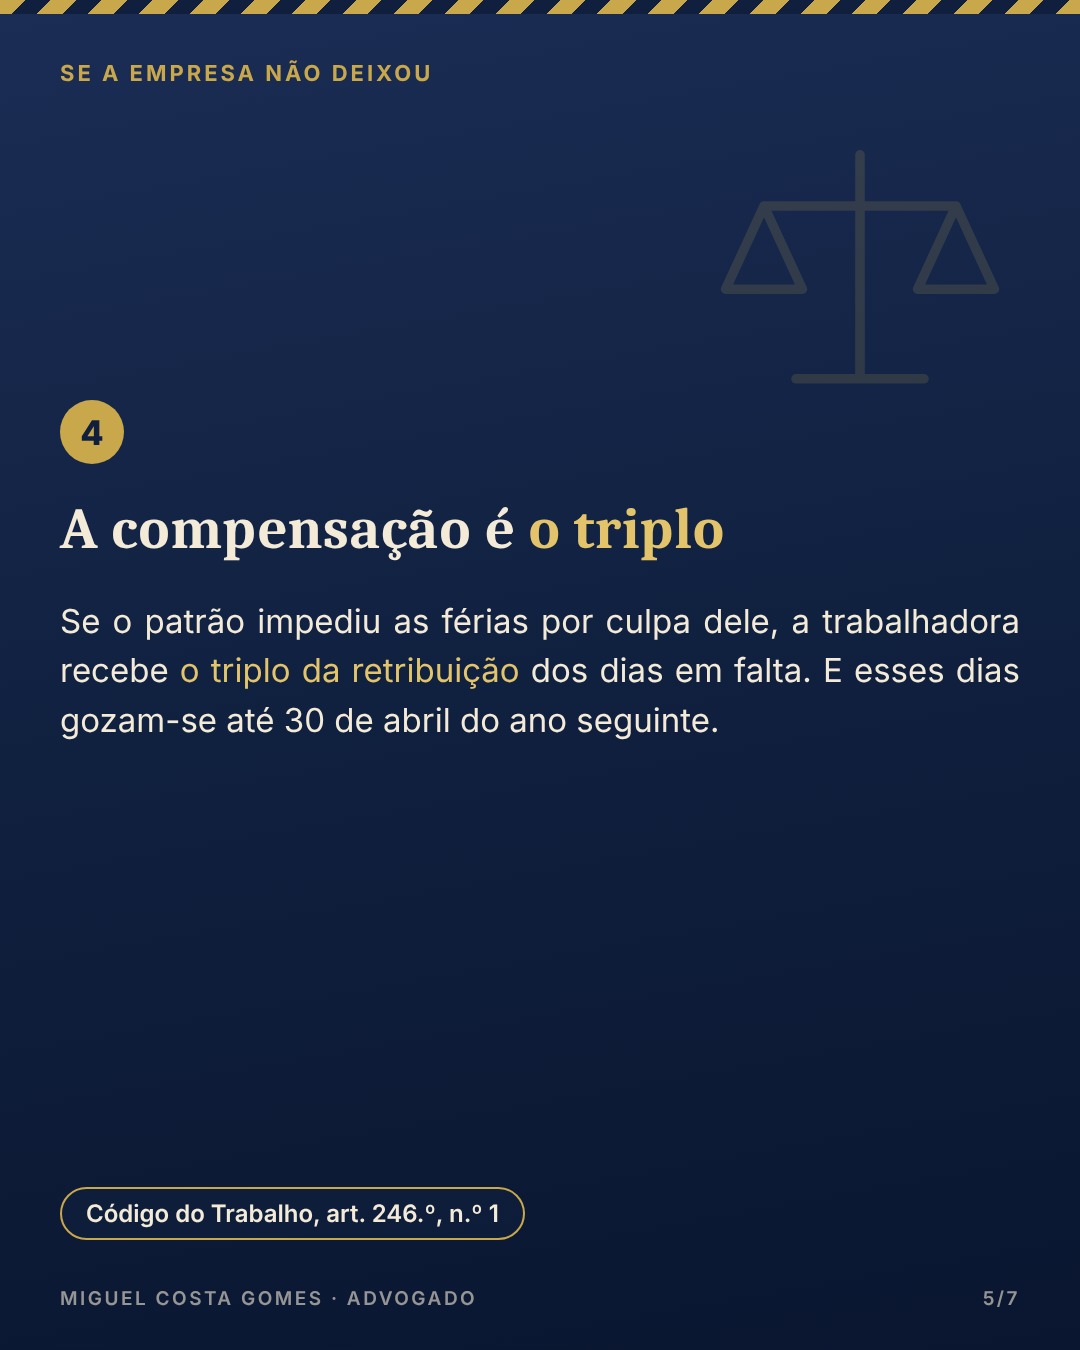 SE A EMPRESA NÃO DEIXOU
4
A compensação é o triplo
Se o patrão impediu as férias por culpa dele, a trabalhadora
recebe o triplo da retribuição dos dias em falta. E esses dias
gozam-se até 30 de abril do ano seguinte.
Código do Trabalho, art. 246.º, n.º 1
MIGUEL COSTA GOMES · ADVOGADO
5/7